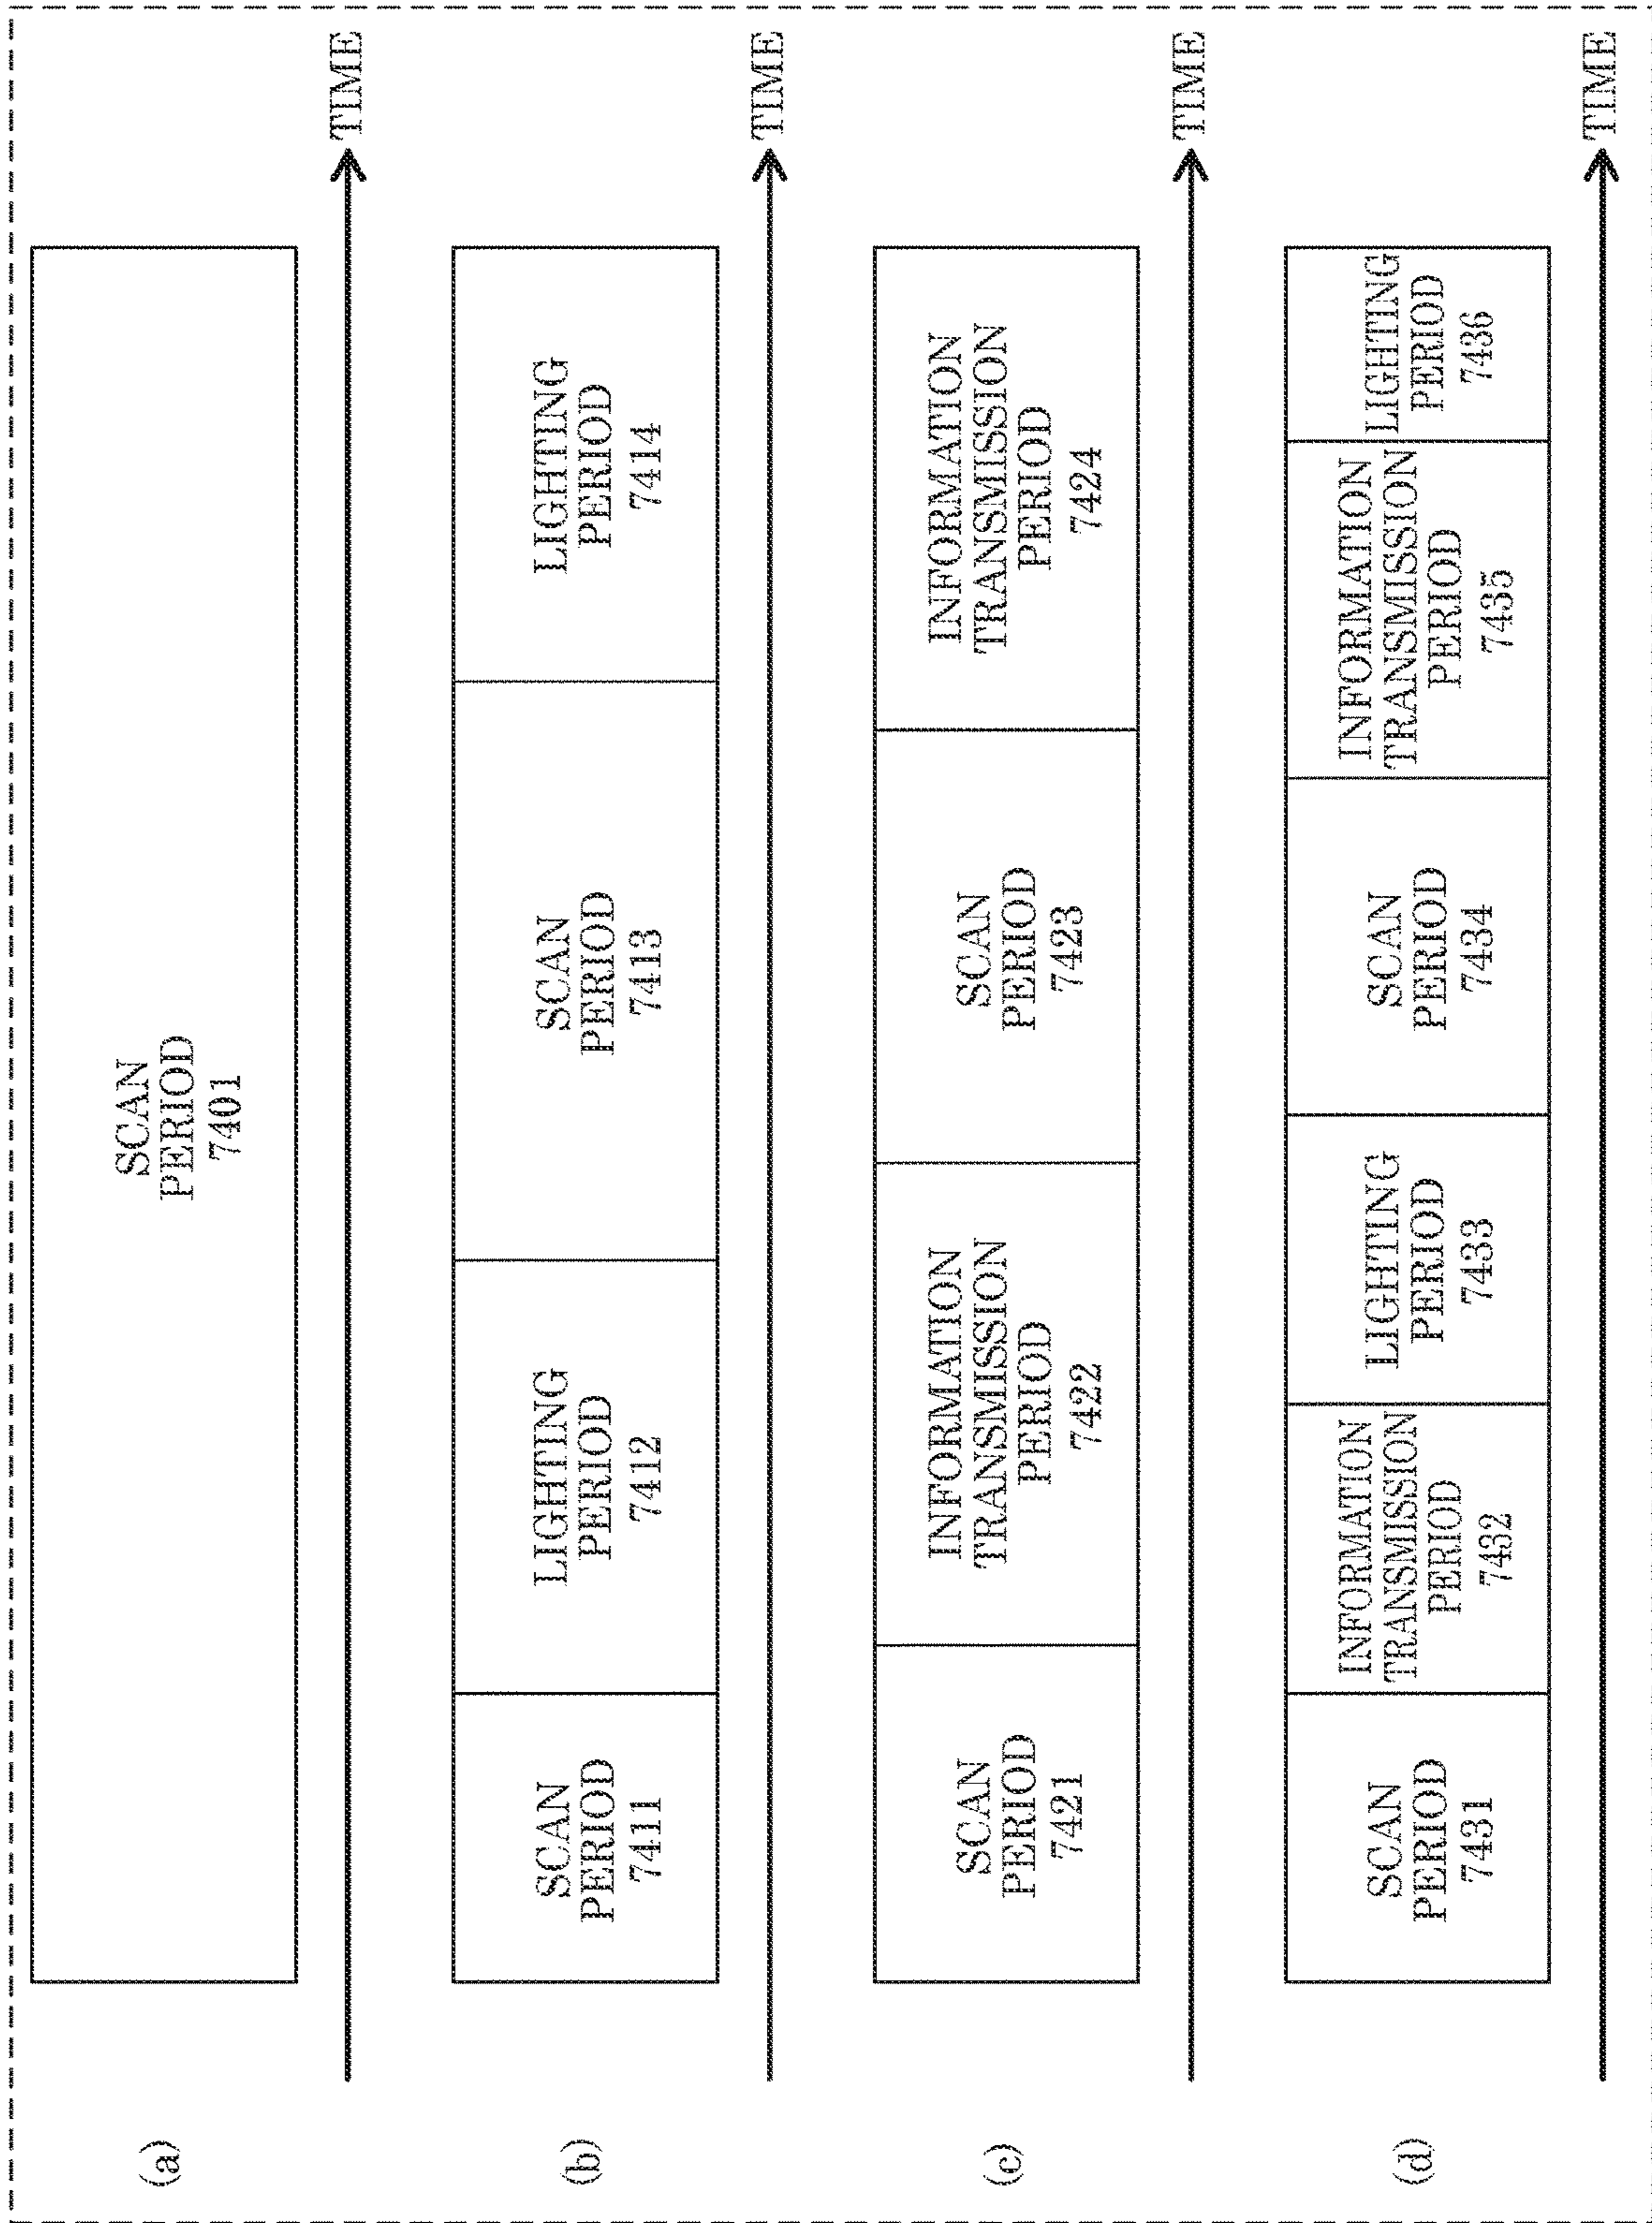 (a)
SCAN
PERIOD
7401
TIME
(b)
SCAN
PERIOD
7411
LIGHTING
PERIOD
7412
SCAN
PERIOD
7413
LIGHTING
PERIOD
7414
TIME
(c)
SCAN
PERIOD
7421
INFORMATION
TRANSMISSION
PERIOD
7422
SCAN
PERIOD
7423
INFORMATION
TRANSMISSION
PERIOD
7424
TIME
(d)
SCAN
PERIOD
7431
INFORMATION
TRANSMISSION
PERIOD
7432
LIGHTING
PERIOD
7433
SCAN
PERIOD
7434
INFORMATION
TRANSMISSION
PERIOD
7435
LIGHTING
PERIOD
7436
TIME